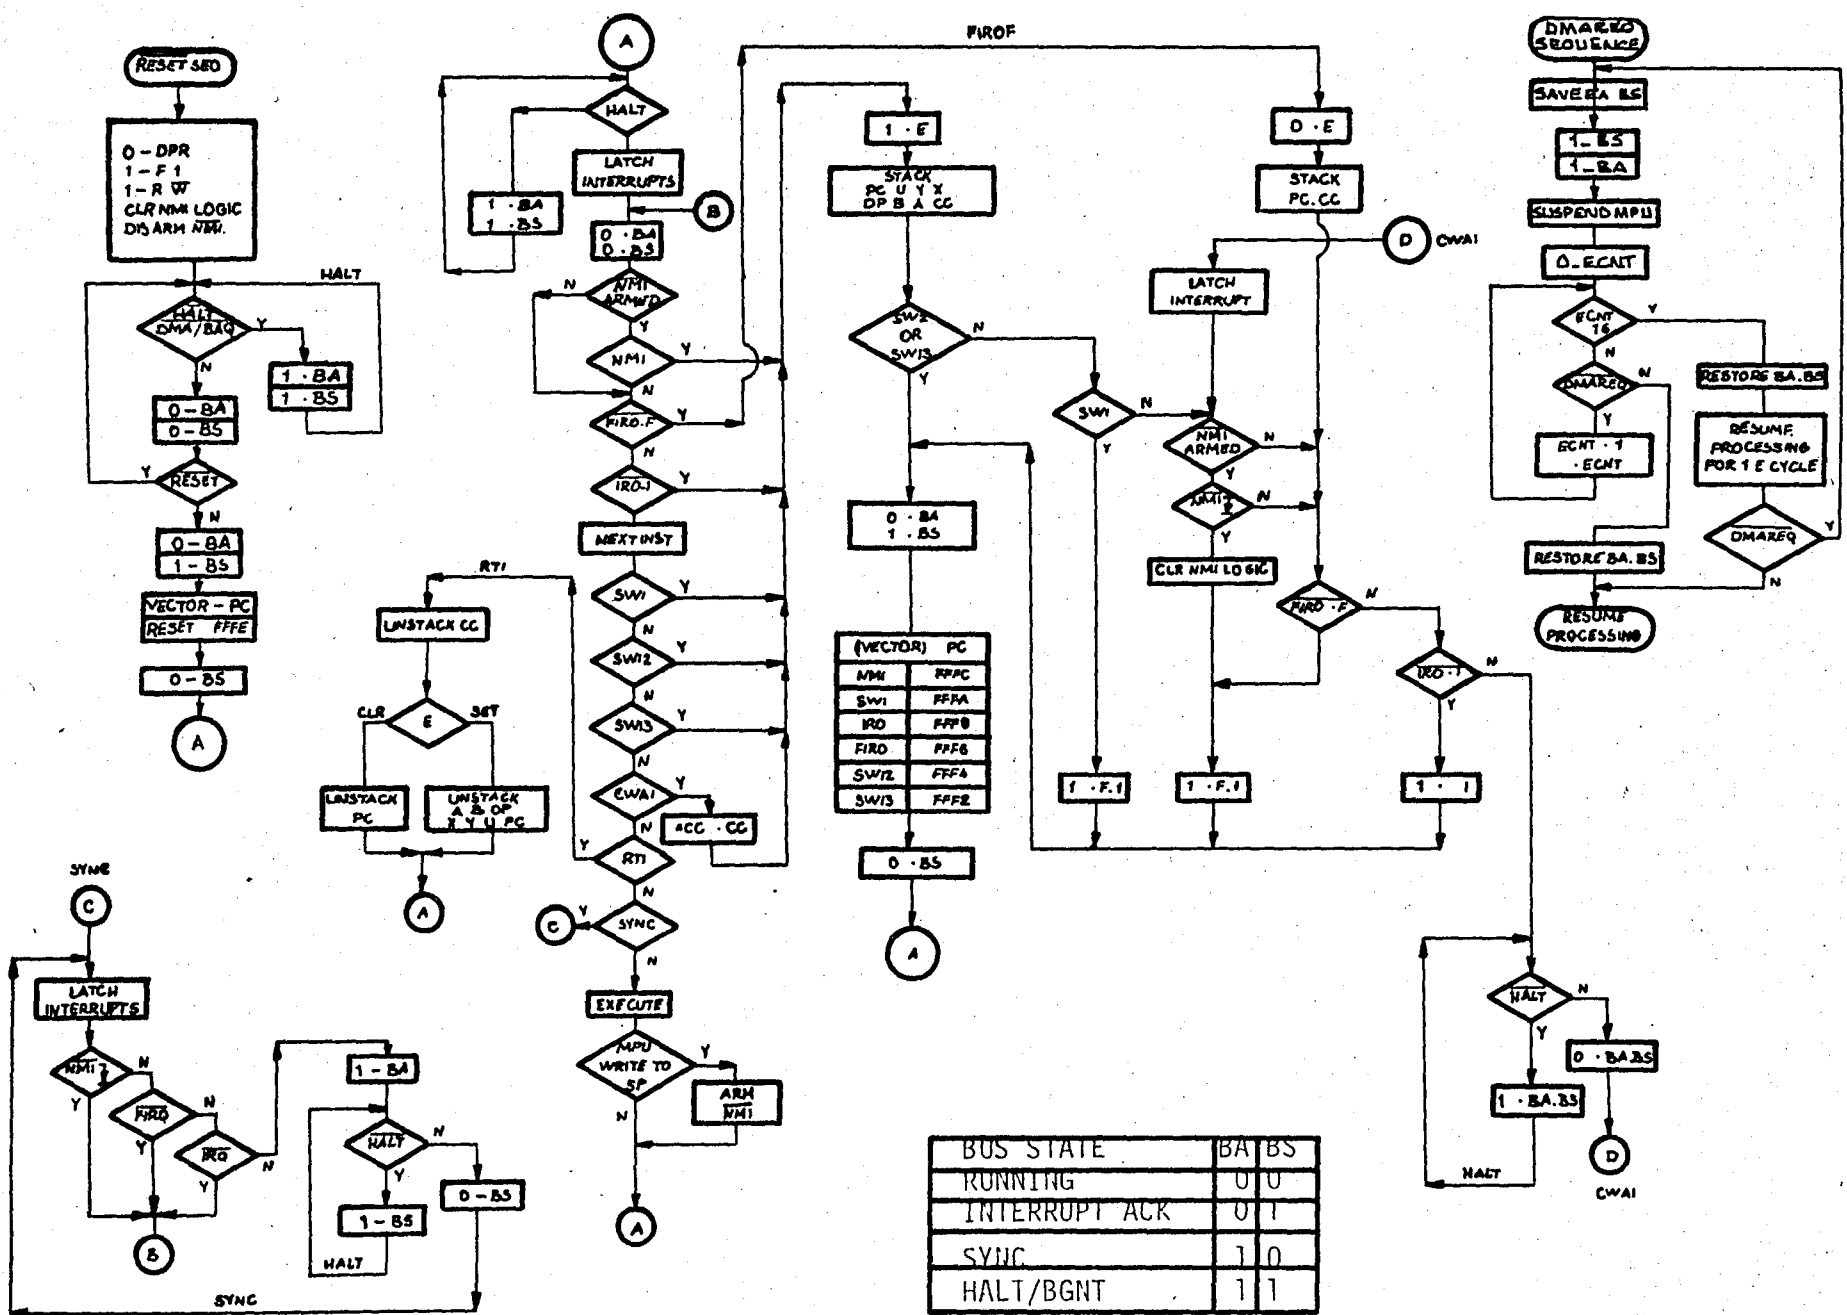 RESET SEQ
0 - DPR
1 - F 1
1 - R W
CLR NMI LOGIC
DISARM NMI.
HALT
HALT
DMA/BRQ
Y
N
1 · BA
1 · BS
0 - BA
0 - BS
RESET
Y
N
0 - BA
1 - BS
VECTOR - PC
RESET FFFE
0 - BS
A
A
HALT
LATCH
INTERRUPTS
B
1 · BA
1 · BS
0 · BA
0 · BS
NMI
ARMED
N
Y
NMI
Y
N
FIRQ·F
Y
N
IRQ·I
Y
N
NEXT INST
SWI
Y
N
SWI2
Y
N
SWI3
Y
N
CWAI
Y
N
ACC · CC
RTI
Y
N
SYNC
Y
N
C
EXECUTE
MPU
WRITE TO
SP
Y
N
ARM
NMI
A
RTI
UNSTACK CC
CLR
E
SET
UNSTACK
PC
UNSTACK
A B DP
X Y U PC
A
SYNC
C
LATCH
INTERRUPTS
NMI
N
Y
FIRQ
N
Y
IRQ
N
Y
B
1 - BA
HALT
N
Y
1 - BS
0 - BS
HALT
SYNC
FIROF
1 · E
STACK
PC U Y X
DP B A CC
SWI2
OR
SWI3
N
Y
0 · BA
1 · BS
(VECTOR) PC
NMI FFFC
SWI FFFA
IRQ FFF8
FIRQ FFF6
SWI2 FFF4
SWI3 FFF2
0 · BS
A
0 · E
STACK
PC.CC
D CWAI
LATCH
INTERRUPT
SWI
N
Y
NMI
ARMED
N
Y
NMI
N
Y
CLR NMI LOGIC
FIRQ · F
N
IRQ · I
N
Y
1 · F.I
1 · F.I
1 · I
HALT
N
Y
0 · BA.BS
1 · BA.BS
HALT
D
CWAI
DMAREQ
SEQUENCE
SAVE BA BS
1_BS
1_BA
SUSPEND MPU
0_ECNT
ECNT
16
Y
N
DMAREQ
N
Y
ECNT · 1
· ECNT
RESTORE BA.BS
RESUME
PROCESSING
FOR 1 E CYCLE
DMAREQ
Y
N
RESTORE BA.BS
RESUME
PROCESSING
BUS STATE BA BS
RUNNING 0 0
INTERRUPT ACK 0 1
SYNC 1 0
HALT/BGNT 1 1